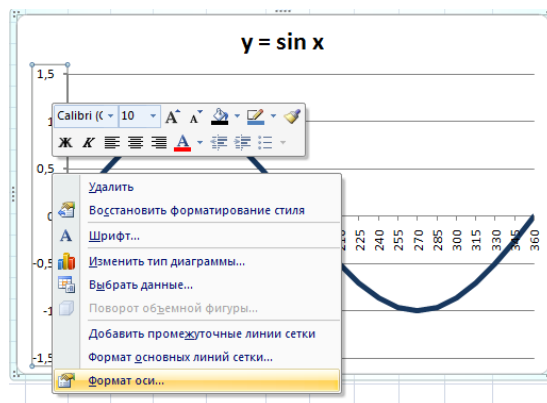 y = sin x
1,5
Calibri (С 10 А А
1
Ж К А
0,5
Удалить
Восстановить форматирование стиля
0
А Шрифт...
210 225 240 255 270 285 300 315 330 345 360
Изменить тип диаграммы...
-0,5
Выбрать данные...
Поворот объемной фигуры...
-1
Добавить промежуточные линии сетки
Формат основных линий сетки...
-1,5
Формат оси...